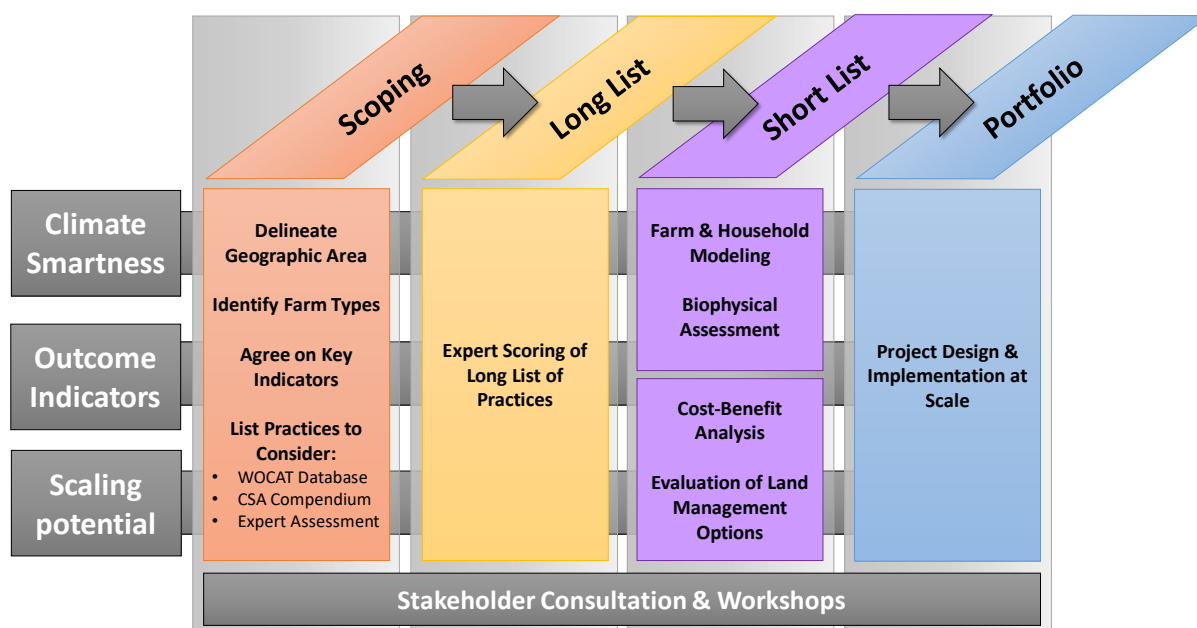 Scoping
Long List
Short List
Portfolio
Climate
Smartness
Outcome
Indicators
Scaling
potential
Delineate
Geographic Area
Identify Farm Types
Agree on Key
Indicators
List Practices to
Consider:
• WOCAT Database
• CSA Compendium
• Expert Assessment
Expert Scoring of
Long List of
Practices
Farm & Household
Modeling
Biophysical
Assessment
Cost-Benefit
Analysis
Evaluation of Land
Management
Options
Project Design &
Implementation at
Scale
Stakeholder Consultation & Workshops